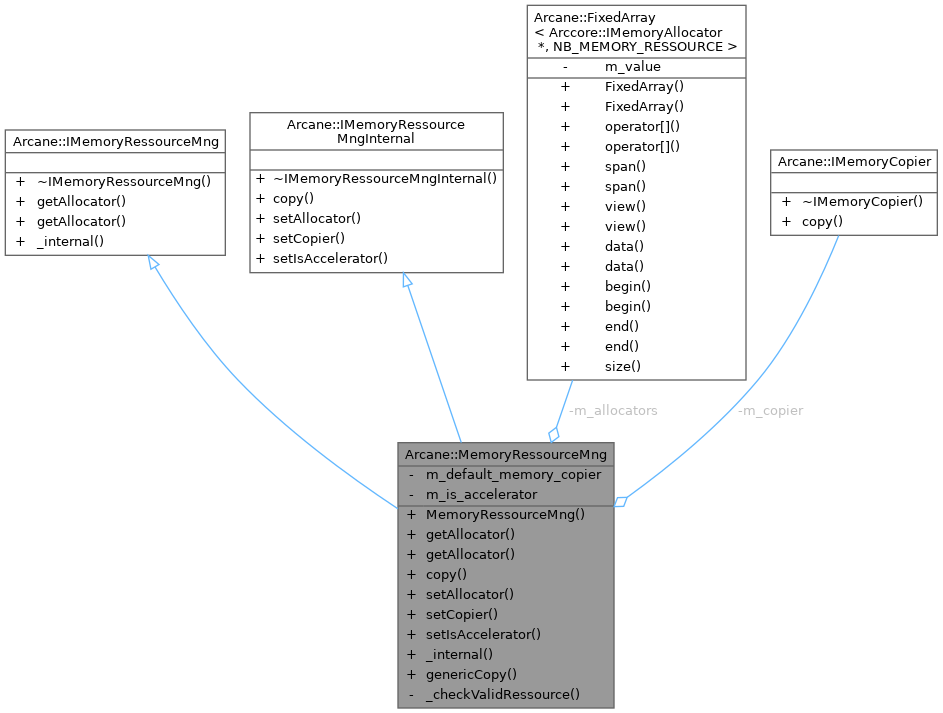 Arcane::IMemoryRessourceMng
+ ~IMemoryRessourceMng()
+ getAllocator()
+ getAllocator()
+ _internal()
Arcane::IMemoryRessource
MngInternal
+ ~IMemoryRessourceMngInternal()
+ copy()
+ setAllocator()
+ setCopier()
+ setIsAccelerator()
Arcane::FixedArray
< Arccore::IMemoryAllocator
*, NB_MEMORY_RESSOURCE >
- m_value
+ FixedArray()
+ FixedArray()
+ operator[]()
+ operator[]()
+ span()
+ span()
+ view()
+ view()
+ data()
+ data()
+ begin()
+ begin()
+ end()
+ end()
+ size()
Arcane::IMemoryCopier
+ ~IMemoryCopier()
+ copy()
-m_allocators
-m_copier
Arcane::MemoryRessourceMng
- m_default_memory_copier
- m_is_accelerator
+ MemoryRessourceMng()
+ getAllocator()
+ getAllocator()
+ copy()
+ setAllocator()
+ setCopier()
+ setIsAccelerator()
+ _internal()
+ genericCopy()
- _checkValidRessource()